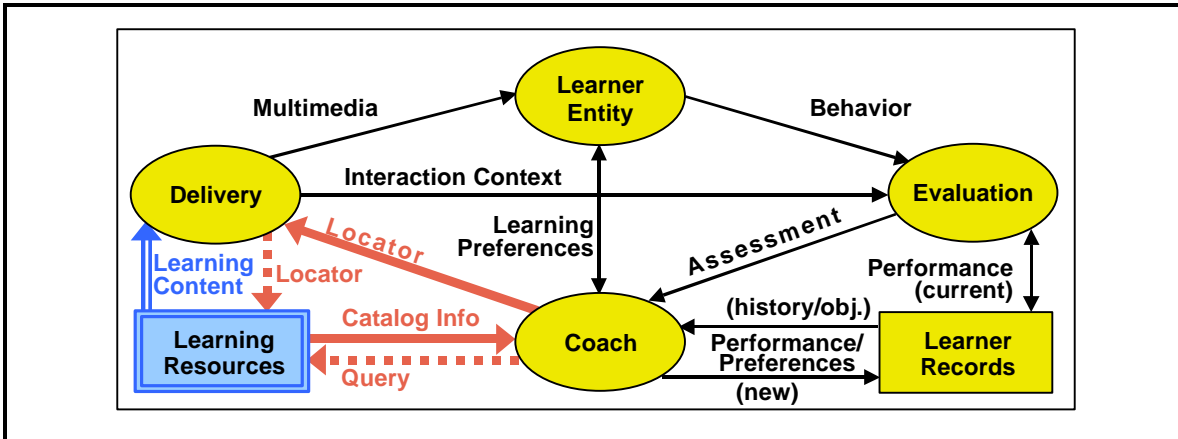 Learner
Entity
Multimedia
Behavior
Delivery
Interaction Context
Evaluation
Learning
Preferences
Locator
Assessment
Learning
Content
Locator
Performance
(current)
(history/obj.)
Catalog Info
Learning
Resources
Coach
Performance/
Preferences
Learner
Records
Query
(new)